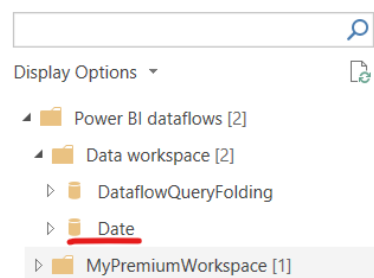 Display Options
Power BI dataflows [2]
Data workspace [2]
DataflowQueryFolding
Date
MyPremiumWorkspace [1]